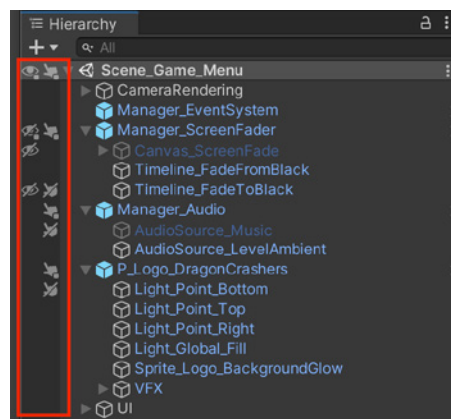 Hierarchy
All
Scene_Game_Menu
CameraRendering
Manager_EventSystem
Manager_ScreenFader
Canvas_ScreenFade
Timeline_FadeFromBlack
Timeline_FadeToBlack
Manager_Audio
AudioSource_Music
AudioSource_LevelAmbient
P_Logo_DragonCrashers
Light_Point_Bottom
Light_Point_Top
Light_Point_Right
Light_Global_Fill
Sprite_Logo_BackgroundGlow
VFX
UI